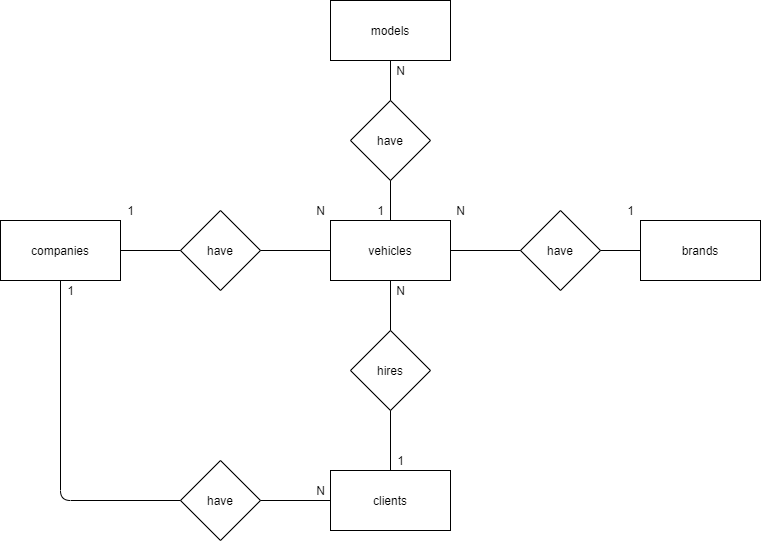 models
N
have
1
N
1
N
1
companies
have
vehicles
have
brands
1
N
hires
1
N
have
clients